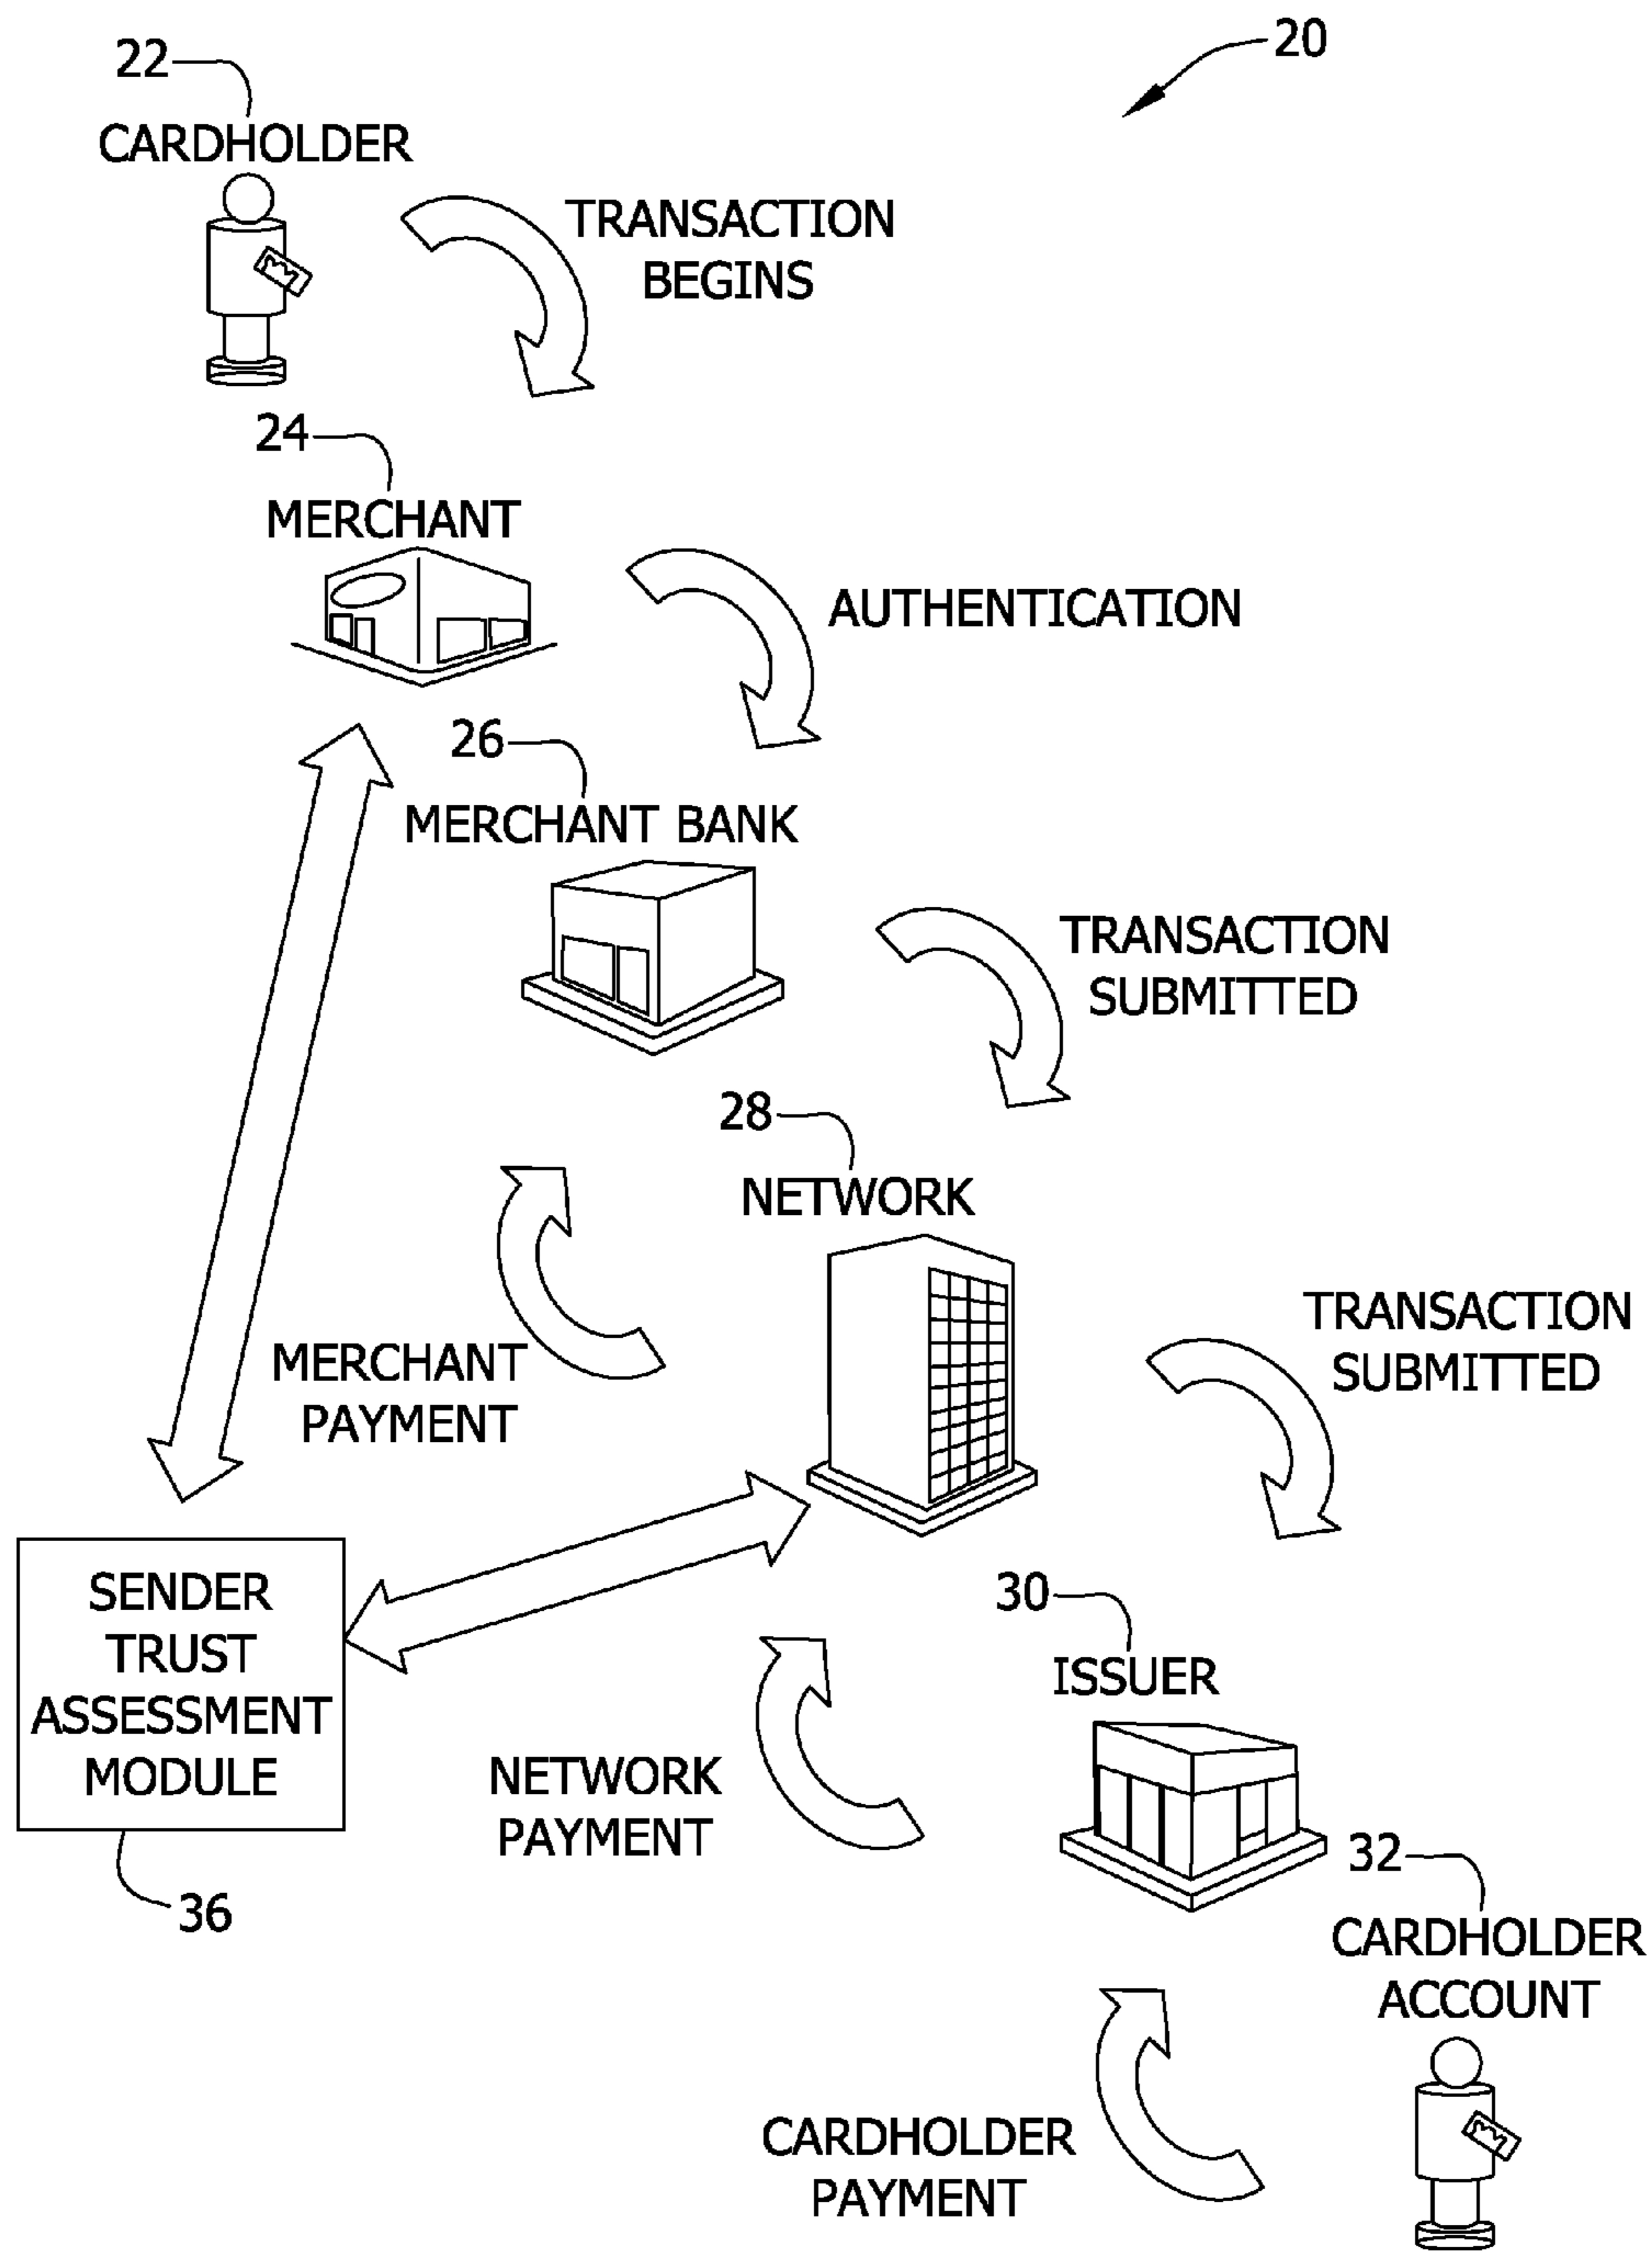 20
22
CARDHOLDER
TRANSACTION
BEGINS
24
MERCHANT
AUTHENTICATION
26
MERCHANT BANK
TRANSACTION
SUBMITTED
28
NETWORK
MERCHANT
PAYMENT
TRANSACTION
SUBMITTED
SENDER
TRUST
ASSESSMENT
MODULE
36
30
ISSUER
NETWORK
PAYMENT
32
CARDHOLDER
ACCOUNT
CARDHOLDER
PAYMENT